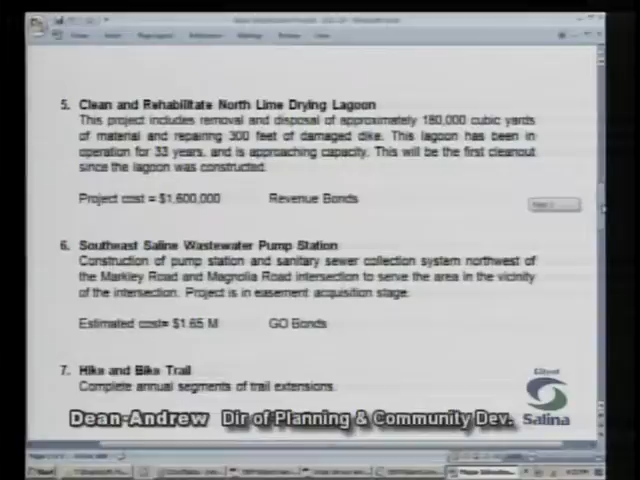 5. Clean and Rehabilitate North Lime Drying Lagoon
This project includes removal and disposal of approximately 180,000 cubic yards
of material and repairing 300 feet of damaged dike. This lagoon has been in
operation for 33 years, and is approaching capacity. This will be the first cleanout
since the lagoon was constructed.
Project cost = $1,600,000 Revenue Bonds
6. Southeast Saline Wastewater Pump Station
Construction of pump station and sanitary sewer collection system northwest of
the Markley Road and Magnolia Road intersection to serve the area in the vicinity
of the intersection. Project is in easement acquisition stage.
Estimated cost= $1.65 M GO Bonds
7. Hike and Bike Trail
Complete annual segments of trail extensions.
City of
Salina
Dean-Andrew Dir of Planning & Community Dev.